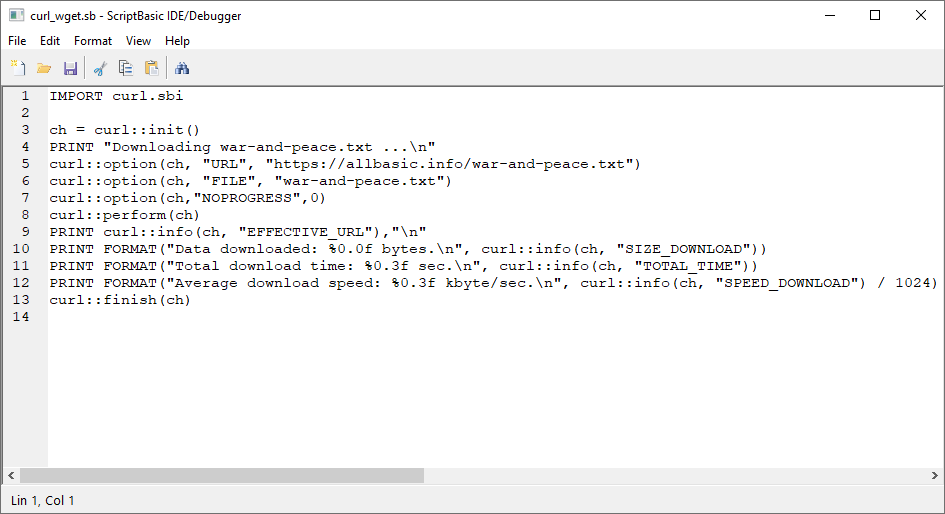 curl_wget.sb - ScriptBasic IDE/Debugger
File Edit Format View Help
1 IMPORT curl.sbi
2
3 ch = curl::init()
4 PRINT "Downloading war-and-peace.txt ...\n"
5 curl::option(ch, "URL", "https://allbasic.info/war-and-peace.txt")
6 curl::option(ch, "FILE", "war-and-peace.txt")
7 curl::option(ch,"NOPROGRESS",0)
8 curl::perform(ch)
9 PRINT curl::info(ch, "EFFECTIVE_URL"),"\n"
10 PRINT FORMAT("Data downloaded: %0.0f bytes.\n", curl::info(ch, "SIZE_DOWNLOAD"))
11 PRINT FORMAT("Total download time: %0.3f sec.\n", curl::info(ch, "TOTAL_TIME"))
12 PRINT FORMAT("Average download speed: %0.3f kbyte/sec.\n", curl::info(ch, "SPEED_DOWNLOAD") / 1024)
13 curl::finish(ch)
14
Lin 1, Col 1